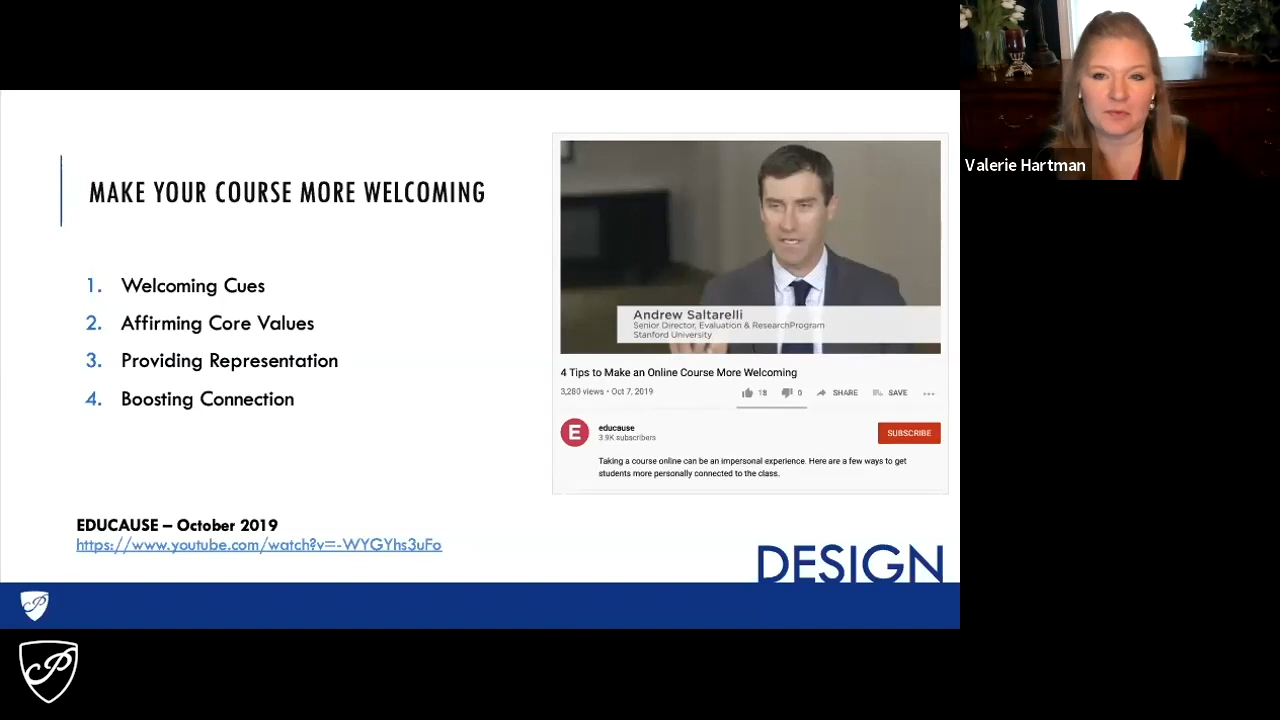 MAKE YOUR COURSE MORE WELCOMING
1. Welcoming Cues
2. Affirming Core Values
3. Providing Representation
4. Boosting Connection
EDUCAUSE – October 2019
https://www.youtube.com/watch?v=-WYGYhs3uFo
Andrew Saltarelli
Senior Director, Evaluation & ResearchProgram
Stanford University
4 Tips to Make an Online Course More Welcoming
3,280 views • Oct 7, 2019
18
0
SHARE
SAVE
E
educause
3.9K subscribers
SUBSCRIBE
Taking a course online can be an impersonal experience. Here are a few ways to get
students more personally connected to the class.
DESIGN
Valerie Hartman